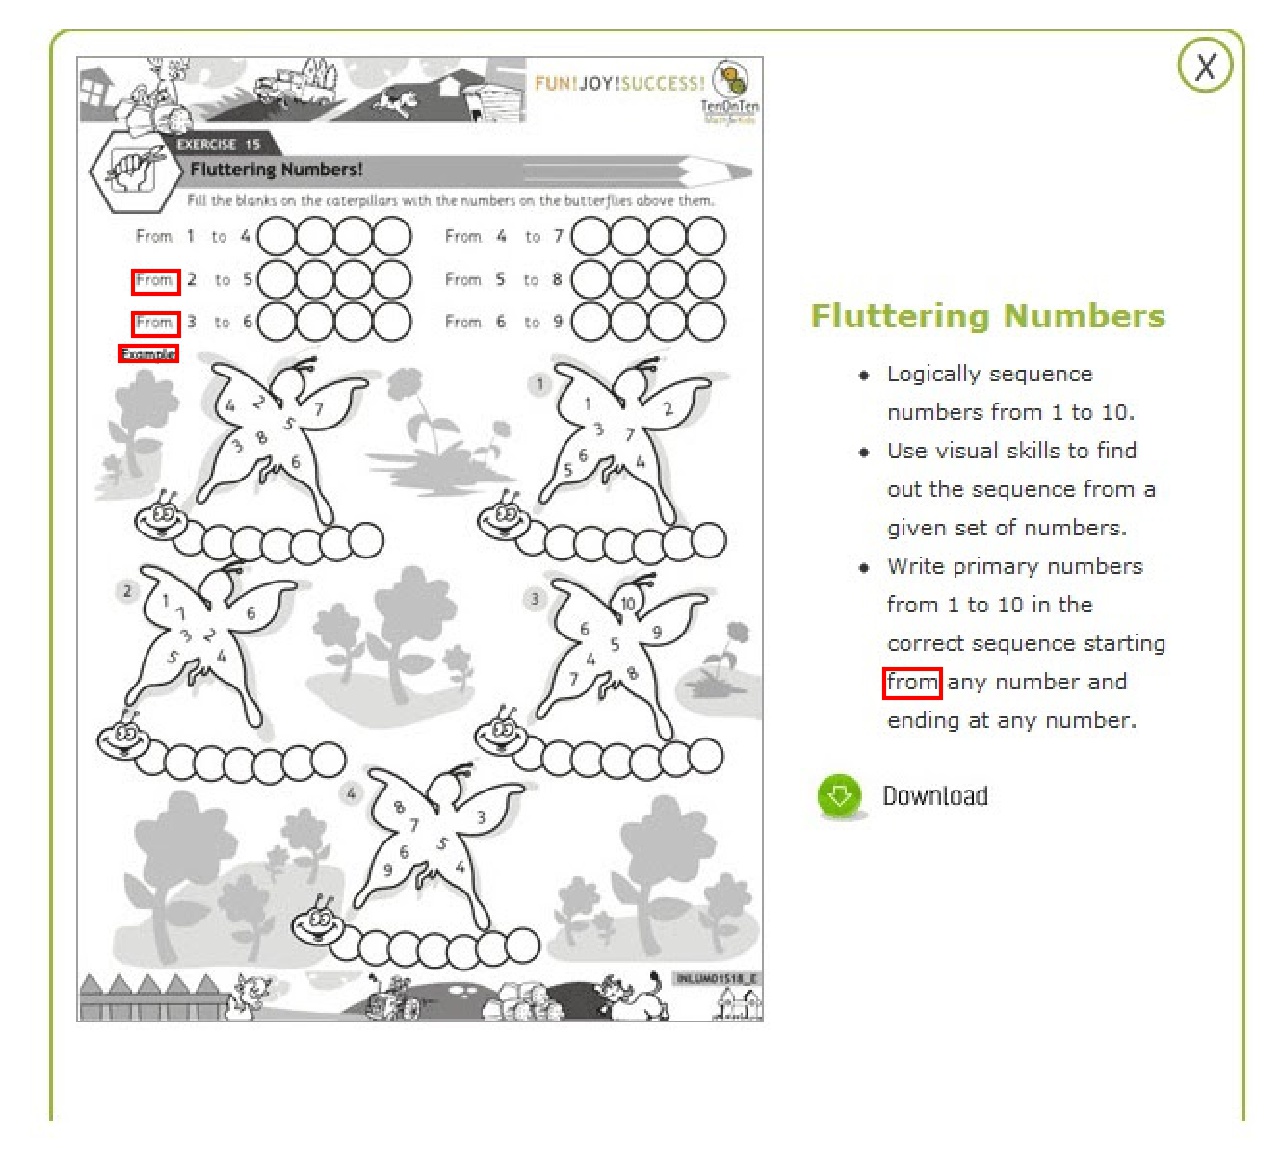 FUN!JOY!SUCCESS!
TenOnTen
Math for Kids
EXERCISE 15
Fluttering Numbers!
Fill the blanks on the caterpillars with the numbers on the butterflies above them.
From 1 to 4
From 4 to 7
From 2 to 5
From 5 to 8
From 3 to 6
From 6 to 9
Example
4 2 7
5
3 8
6
1
1 2
3 7
5 6 4
2
1 6
7
3 2
5 4
3
10
6 9
5
4
7 8
4
8 3
7
5
6
9 4
INLUM01518_E
X
Fluttering Numbers
Logically sequence
numbers from 1 to 10.
Use visual skills to find
out the sequence from a
given set of numbers.
Write primary numbers
from 1 to 10 in the
correct sequence starting
from any number and
ending at any number.
Download